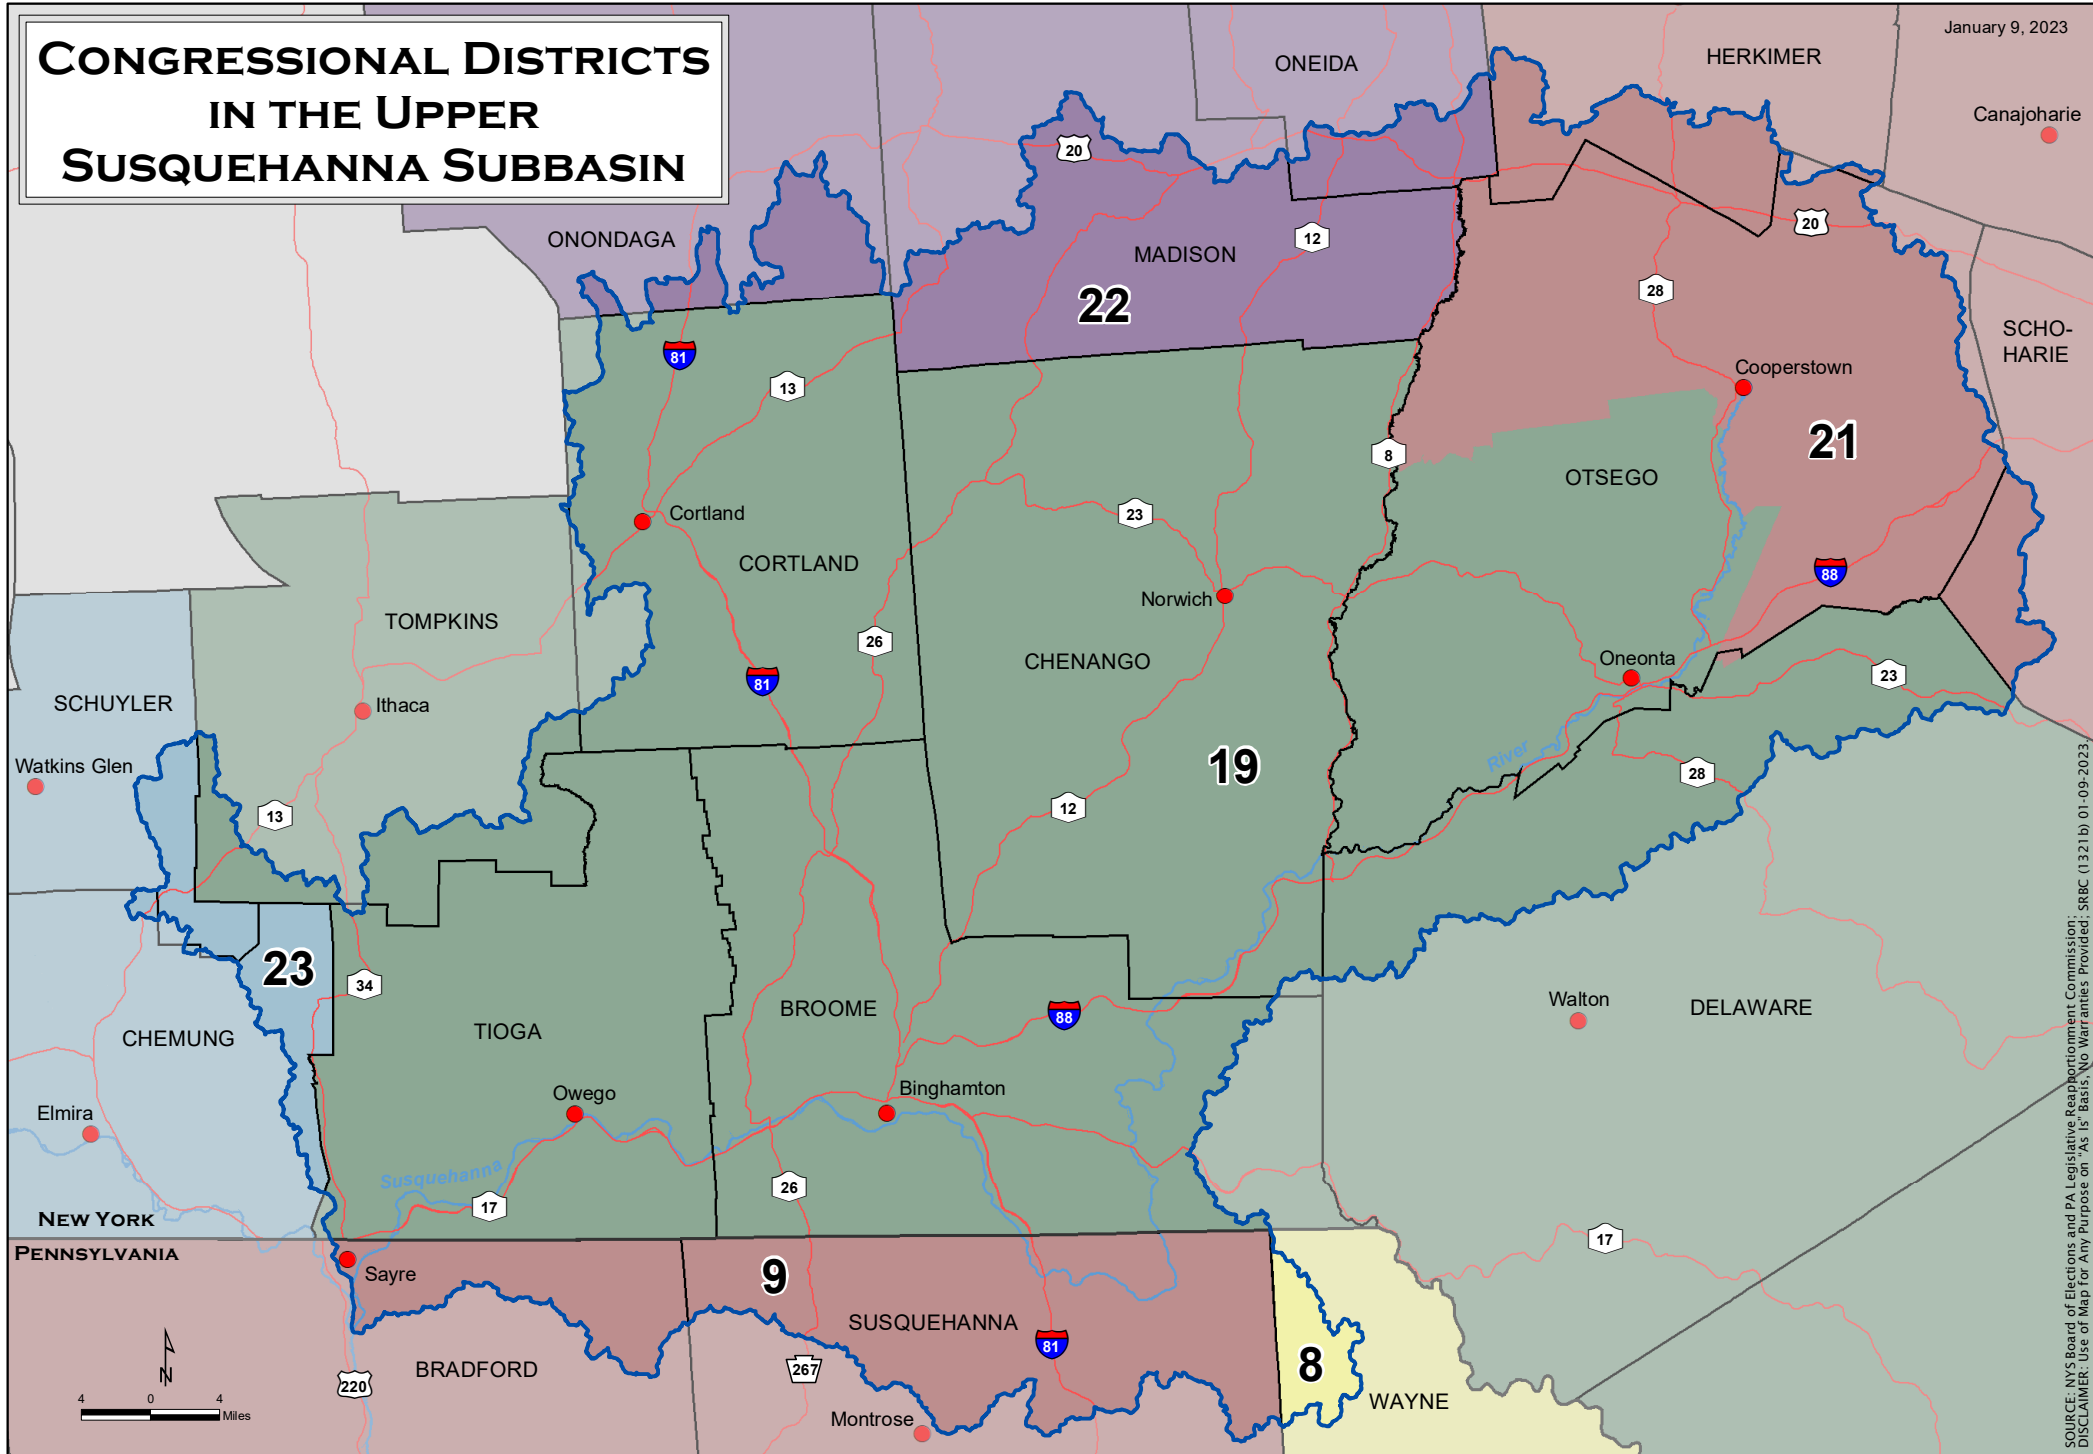 CONGRESSIONAL DISTRICTS
IN THE UPPER
SUSQUEHANNA SUBBASIN
January 9, 2023
ONEIDA
HERKIMER
Canajoharie
20
ONONDAGA
MADISON
12
20
22
28
SCHO-
HARIE
81
13
Cooperstown
21
8
OTSEGO
Cortland
23
CORTLAND
88
Norwich
TOMPKINS
26
CHENANGO
Oneonta
23
81
SCHUYLER
Ithaca
Watkins Glen
19
River
28
13
12
23
34
Walton
DELAWARE
BROOME
88
TIOGA
CHEMUNG
Owego
Binghamton
Elmira
Susquehanna
26
17
NEW YORK
17
PENNSYLVANIA
Sayre
9
SUSQUEHANNA
81
8
BRADFORD
267
220
WAYNE
Montrose
N
4 0 4
Miles
SOURCE: NYS Board of Elections and PA Legislative Reapportionment Commission;
DISCLAIMER: Use of Map for Any Purpose on "As Is" Basis, No Warranties Provided; SRBC (1321b) 01-09-2023.